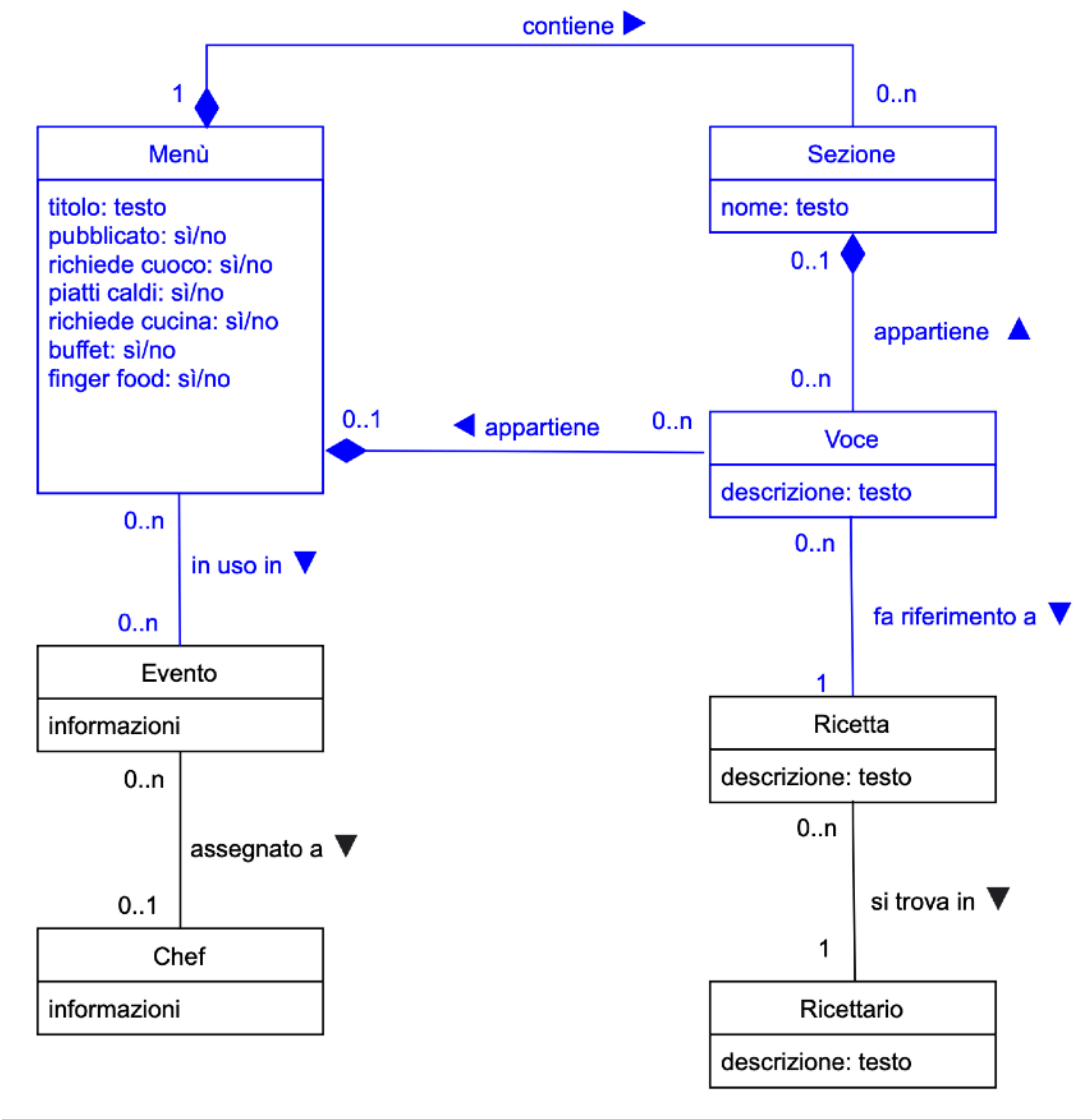 contiene
1
0..n
Menù
titolo: testo
pubblicato: sì/no
richiede cuoco: sì/no
piatti caldi: sì/no
richiede cucina: sì/no
buffet: sì/no
finger food: sì/no
Sezione
nome: testo
0..1
appartiene
0..n
0..1
appartiene
0..n
Voce
descrizione: testo
0..n
in uso in
0..n
0..n
fa riferimento a
1
Evento
informazioni
Ricetta
descrizione: testo
0..n
assegnato a
0..1
0..n
si trova in
1
Chef
informazioni
Ricettario
descrizione: testo